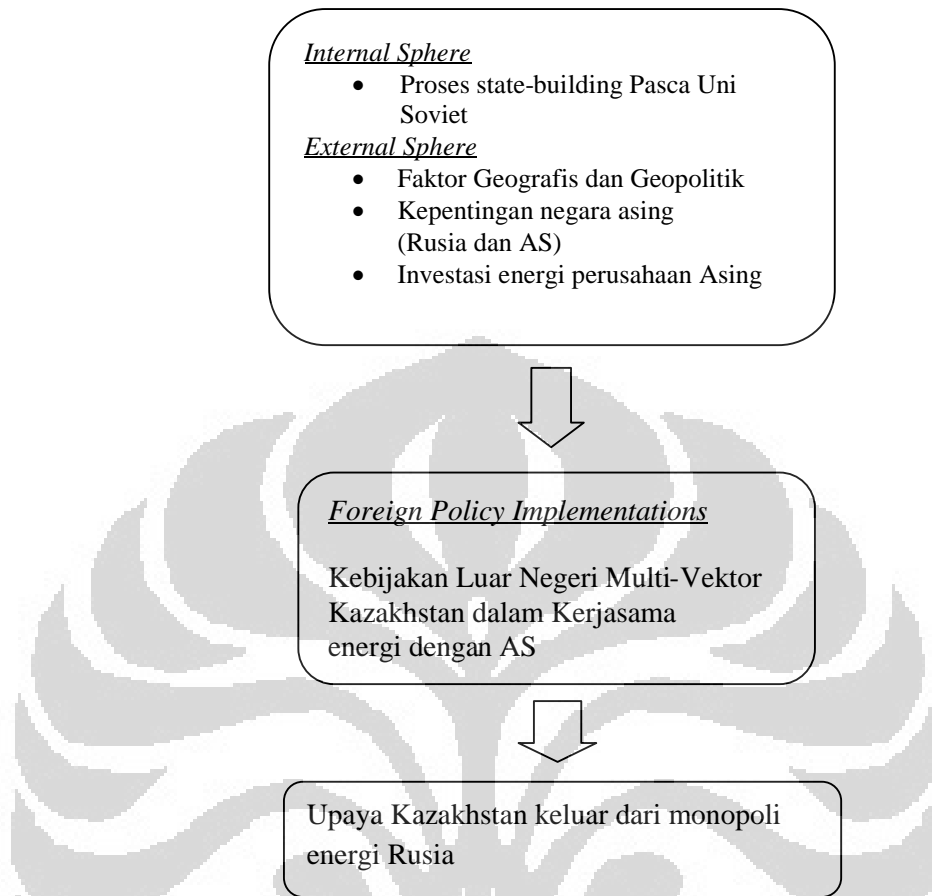 Internal Sphere
• Proses state-building Pasca Uni
Soviet
External Sphere
• Faktor Geografis dan Geopolitik
• Kepentingan negara asing
(Rusia dan AS)
• Investasi energi perusahaan Asing
Foreign Policy Implementations
Kebijakan Luar Negeri Multi-Vektor
Kazakhstan dalam Kerjasama
energi dengan AS
Upaya Kazakhstan keluar dari monopoli
energi Rusia